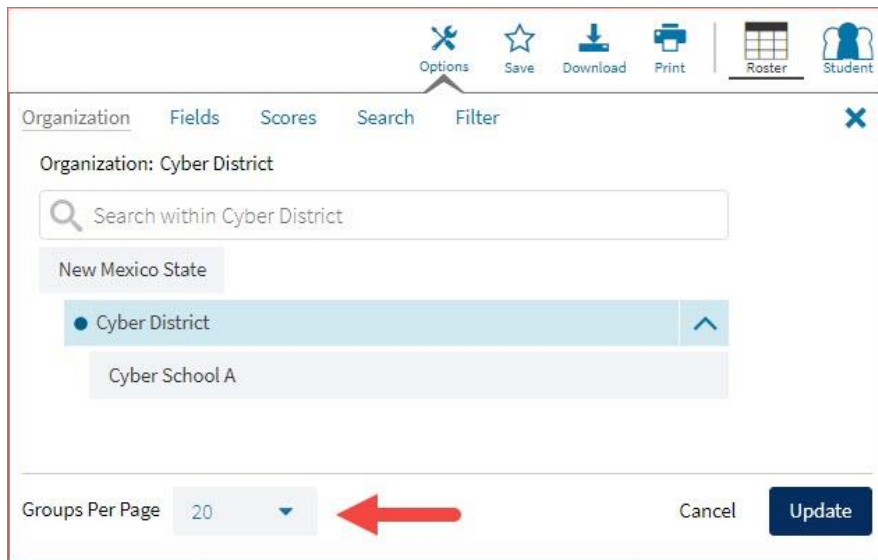 Options Save Download Print Roster Student
Organization Fields Scores Search Filter
Organization: Cyber District
Search within Cyber District
New Mexico State
Cyber District
Cyber School A
Groups Per Page 20 Cancel Update